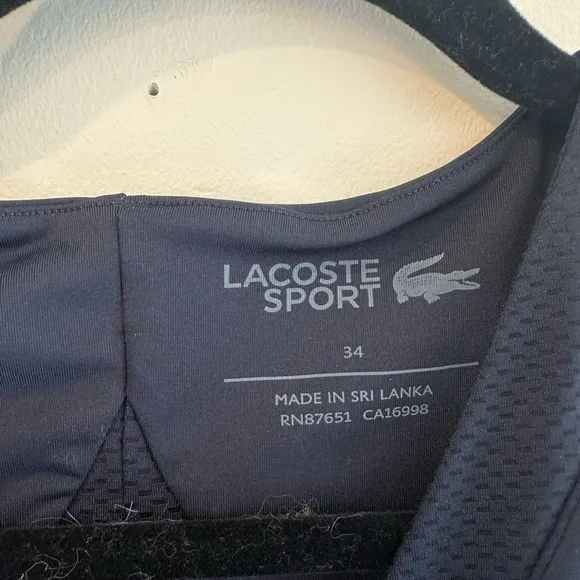 LACOSTE
SPORT
34
MADE IN SRI LANKA
RN87651 CA16998